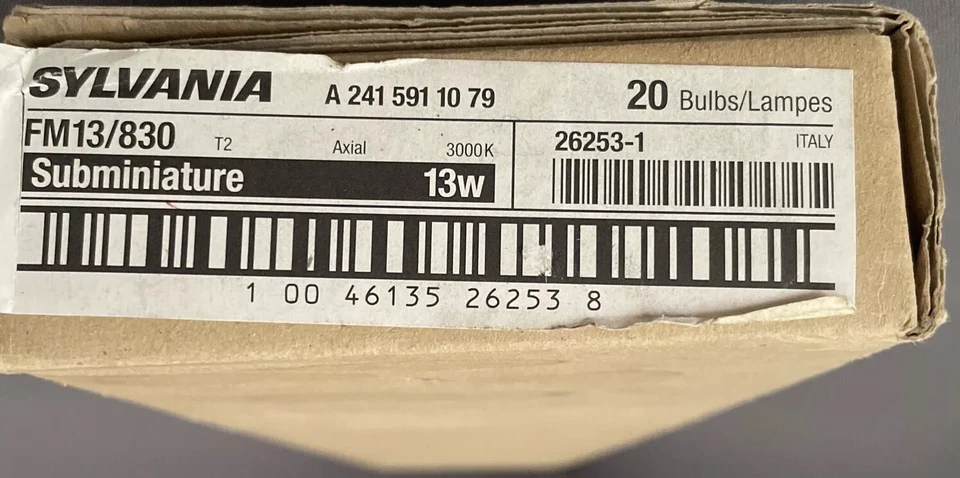 SYLVANIA A 241 591 10 79 20 Bulbs/Lampes
FM13/830 T2 Axial 3000K 26253-1 ITALY
Subminiature 13w
1 00 46135 26253 8